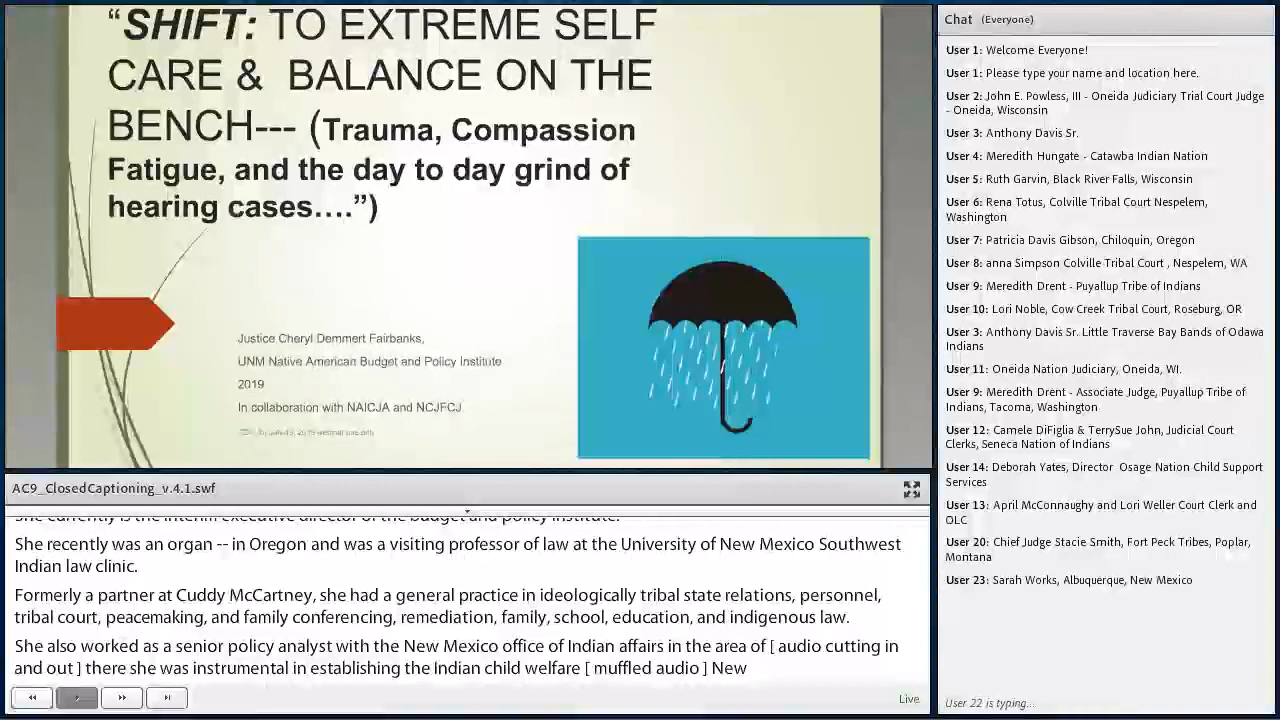 “SHIFT: TO EXTREME SELF
CARE & BALANCE ON THE
BENCH--- (Trauma, Compassion
Fatigue, and the day to day grind of
hearing cases….”)
Justice Cheryl Demmert Fairbanks,
UNM Native American Budget and Policy Institute
2019
In collaboration with NAICJA and NCJFCJ
AC9_ClosedCaptioning_v.4.1.swf
She currently is the interim executive director of the budget and policy institute.
She recently was an organ -- in Oregon and was a visiting professor of law at the University of New Mexico Southwest
Indian law clinic.
Formerly a partner at Cuddy McCartney, she had a general practice in ideologically tribal state relations, personnel,
tribal court, peacemaking, and family conferencing, remediation, family, school, education, and indigenous law.
She also worked as a senior policy analyst with the New Mexico office of Indian affairs in the area of [ audio cutting in
and out ] there she was instrumental in establishing the Indian child welfare [ muffled audio ] New
Live
Chat (Everyone)
User 1: Welcome Everyone!
User 1: Please type your name and location here.
User 2: John E. Powless, III - Oneida Judiciary Trial Court Judge
- Oneida, Wisconsin
User 3: Anthony Davis Sr.
User 4: Meredith Hungate - Catawba Indian Nation
User 5: Ruth Garvin, Black River Falls, Wisconsin
User 6: Rena Totus, Colville Tribal Court Nespelem,
Washington
User 7: Patricia Davis Gibson, Chiloquin, Oregon
User 8: anna Simpson Colville Tribal Court , Nespelem, WA
User 9: Meredith Drent - Puyallup Tribe of Indians
User 10: Lori Noble, Cow Creek Tribal Court, Roseburg, OR
User 3: Anthony Davis Sr. Little Traverse Bay Bands of Odawa
Indians
User 11: Oneida Nation Judiciary, Oneida, WI.
User 9: Meredith Drent - Associate Judge, Puyallup Tribe of
Indians, Tacoma, Washington
User 12: Camele DiFiglia & TerrySue John, Judicial Court
Clerks, Seneca Nation of Indians
User 14: Deborah Yates, Director Osage Nation Child Support
Services
User 13: April McConnaughy and Lori Weller Court Clerk and
OLC
User 20: Chief Judge Stacie Smith, Fort Peck Tribes, Poplar,
Montana
User 23: Sarah Works, Albuquerque, New Mexico
User 22 is typing...